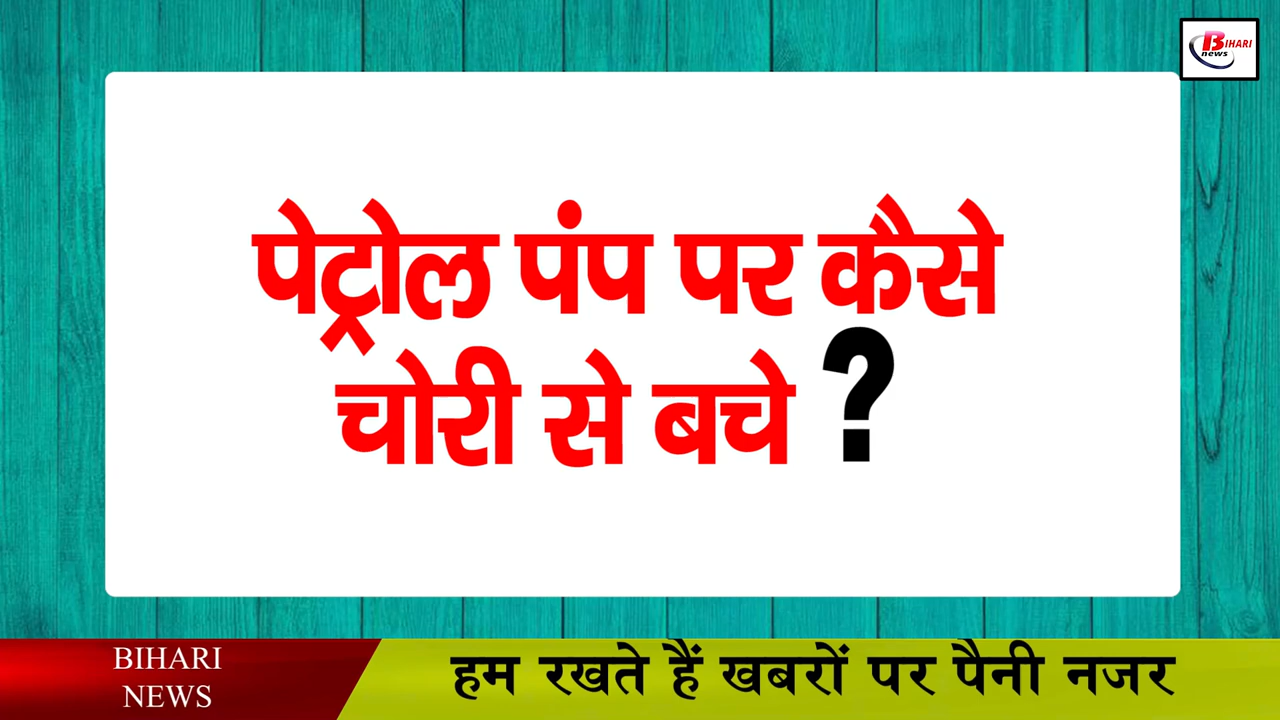 BIHARI
news
पेट्रोल पंप पर कैसे
चोरी से बचे ?
BIHARI
NEWS
हम रखते हैं खबरों पर पैनी नजर